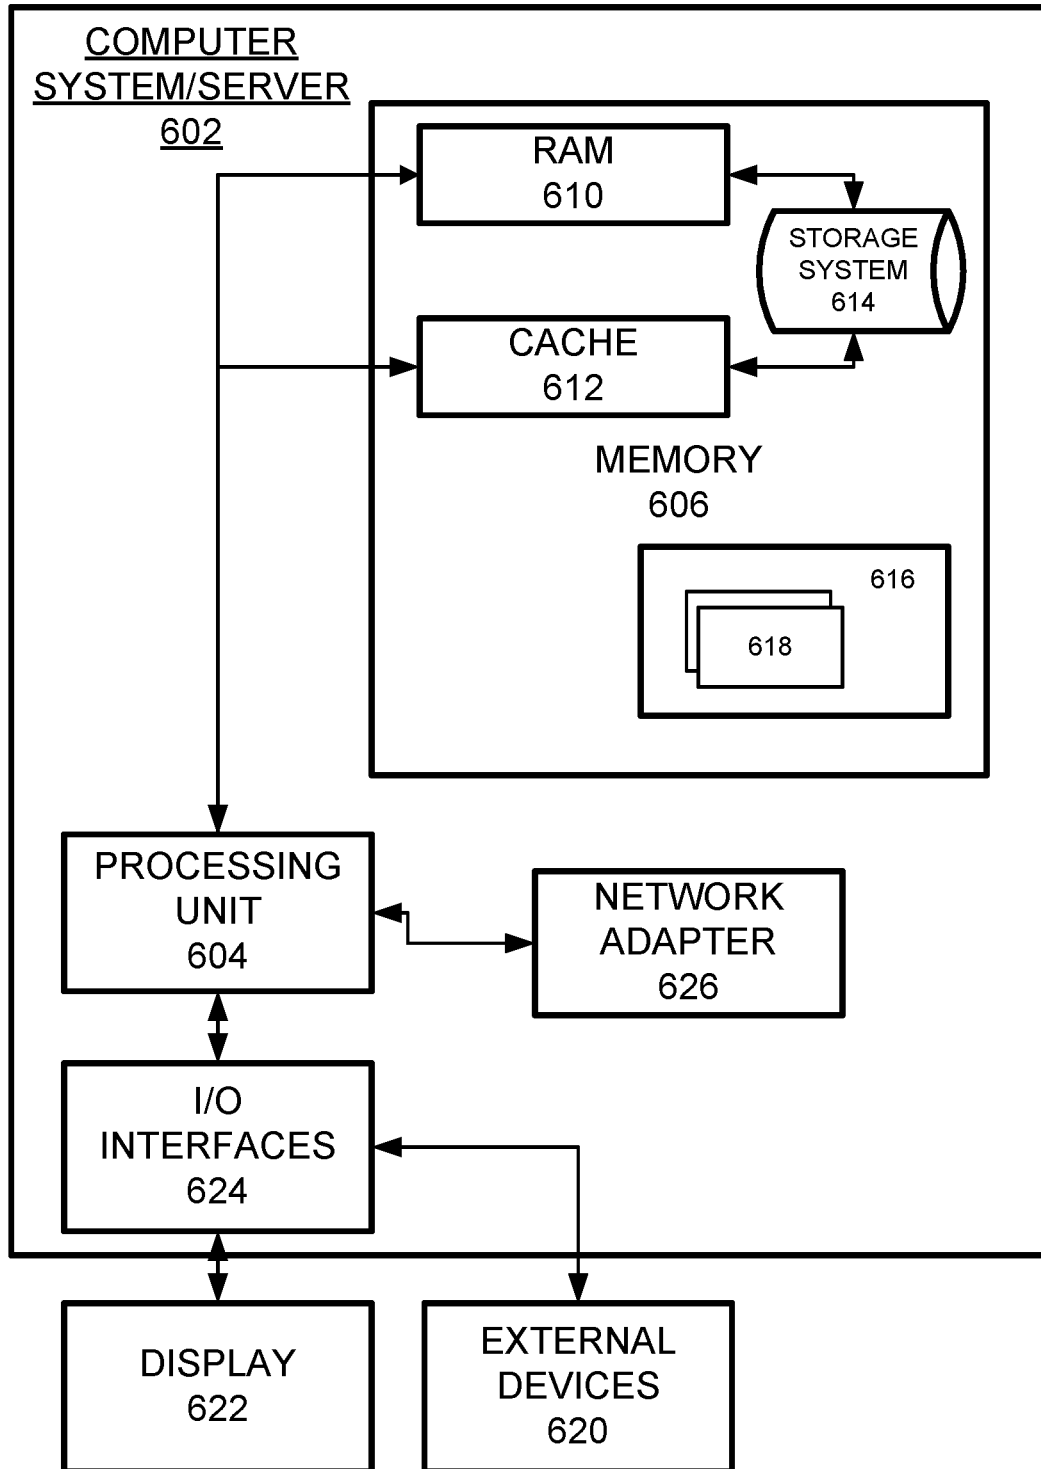 COMPUTER
SYSTEM/SERVER
602
RAM
610
STORAGE
SYSTEM
614
CACHE
612
MEMORY
606
616
618
PROCESSING
UNIT
604
NETWORK
ADAPTER
626
I/O
INTERFACES
624
DISPLAY
622
EXTERNAL
DEVICES
620